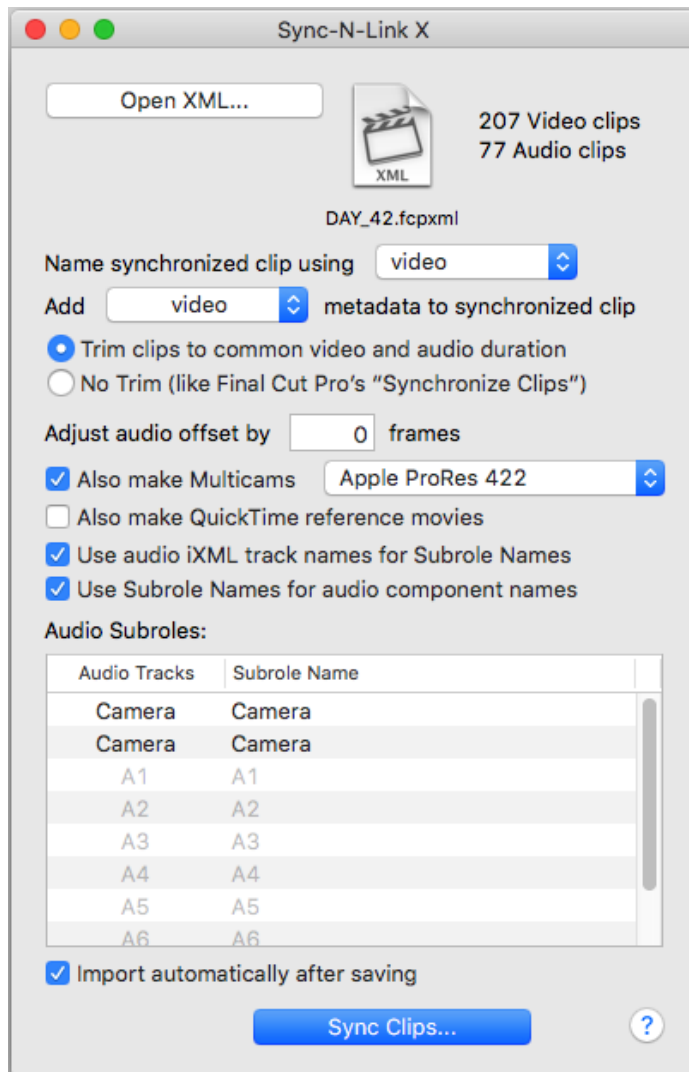 Sync-N-Link X
Open XML...
207 Video clips
77 Audio clips
XML
DAY_42.fcpxml
Name synchronized clip using video
Add video metadata to synchronized clip
Trim clips to common video and audio duration
No Trim (like Final Cut Pro's “Synchronize Clips”)
Adjust audio offset by 0 frames
Also make Multicams Apple ProRes 422
Also make QuickTime reference movies
Use audio iXML track names for Subrole Names
Use Subrole Names for audio component names
Audio Subroles:
Audio Tracks Subrole Name
Camera Camera
Camera Camera
A1 A1
A2 A2
A3 A3
A4 A4
A5 A5
A6 A6
Import automatically after saving
Sync Clips...
?